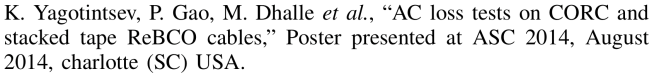 K. Yagotintsev, P. Gao, M. Dhalle et al., “AC loss tests on CORC and
stacked tape ReBCO cables,” Poster presented at ASC 2014, August
2014, charlotte (SC) USA.